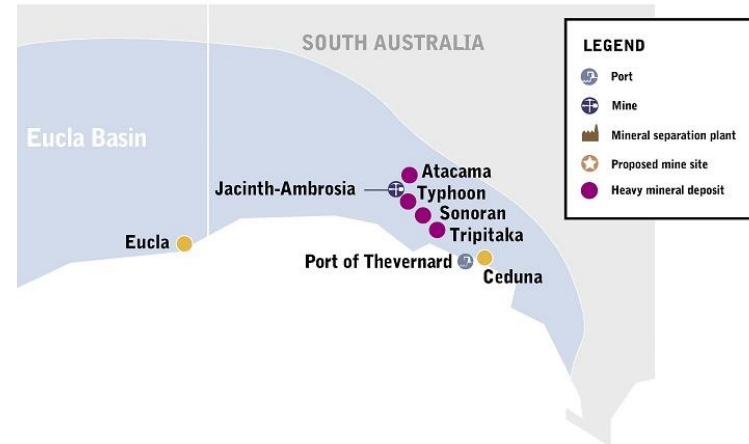 SOUTH AUSTRALIA
LEGEND
Port
Mine
Mineral separation plant
Proposed mine site
Heavy mineral deposit
Eucla Basin
Atacama
Jacinth-Ambrosia
Typhoon
Sonoran
Tripitaka
Eucla
Port of Thevernard
Ceduna